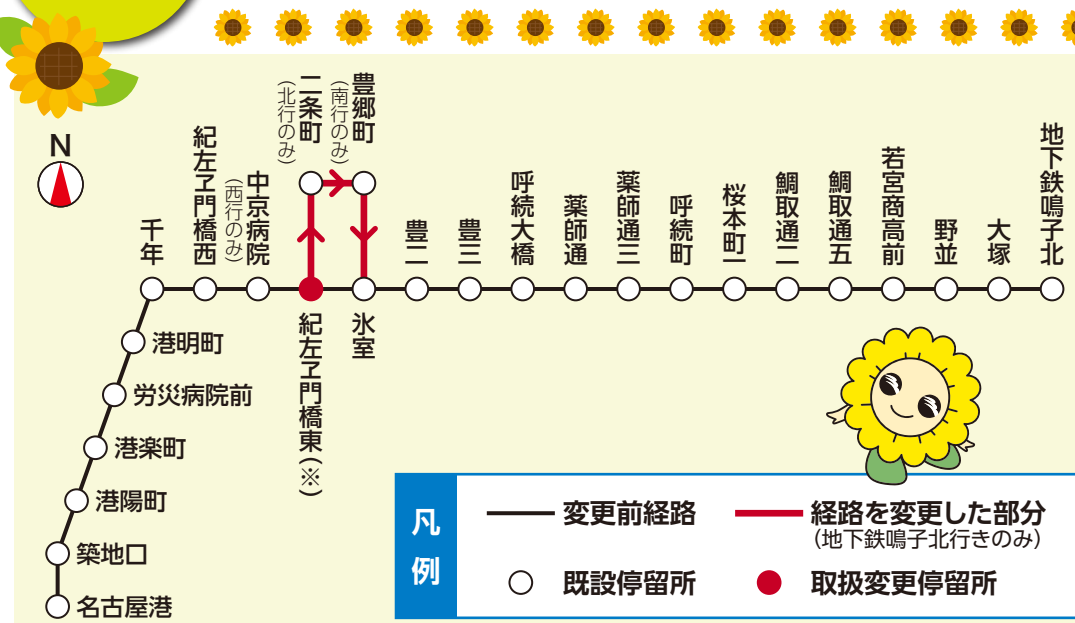 N
千年
紀左ヱ門橋西
中京病院
(西行のみ)
二条町
(北行のみ)
豊郷町
(南行のみ)
豊二
豊三
呼続大橋
薬師通
薬師通三
呼続町
桜本町一
鯛取通二
鯛取通五
若宮商高前
野並
大塚
地下鉄鳴子北
紀左ヱ門橋東(※)
氷室
港明町
労災病院前
港楽町
港陽町
築地口
名古屋港
凡例
変更前経路
経路を変更した部分
(地下鉄鳴子北行きのみ)
既設停留所
取扱変更停留所